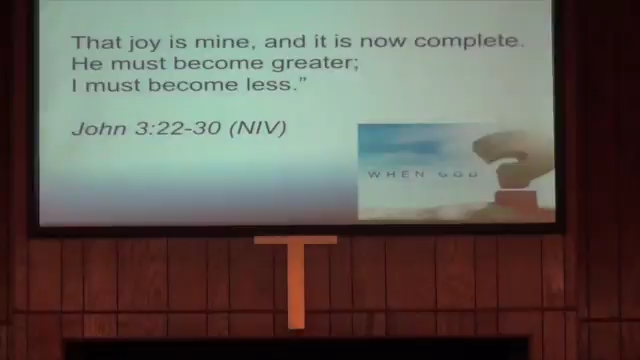 That joy is mine, and it is now complete.
He must become greater;
I must become less.”
John 3:22-30 (NIV)
WHEN GOD